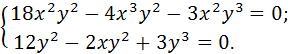 18x²y² − 4x³y² − 3x²y³ = 0;
12y² − 2xy² + 3y³ = 0.